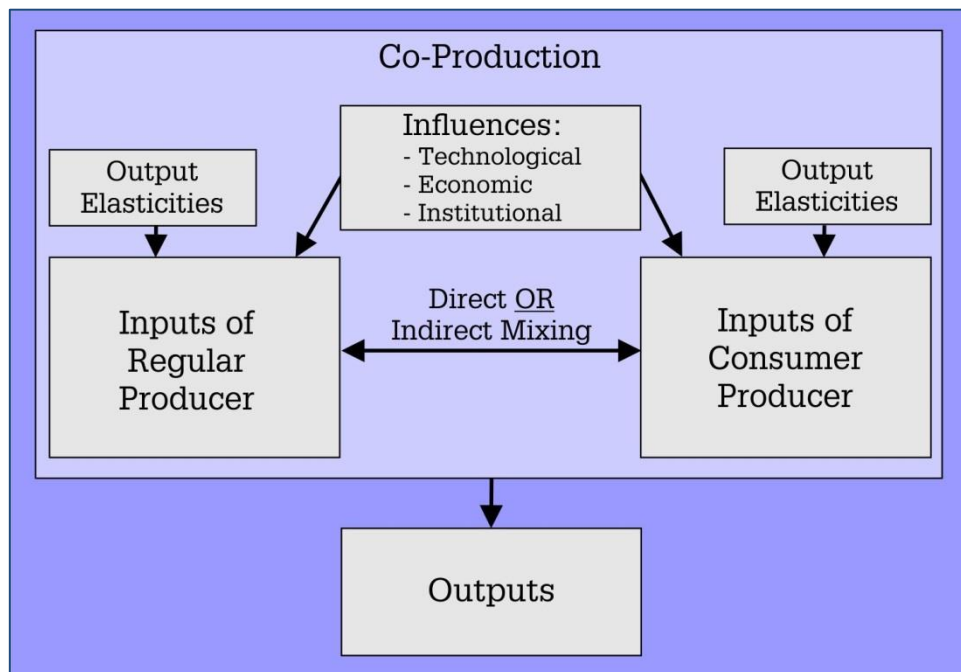 Co-Production
Influences:
- Technological
- Economic
- Institutional
Output
Elasticities
Output
Elasticities
Inputs of
Regular
Producer
Direct OR
Indirect Mixing
Inputs of
Consumer
Producer
Outputs